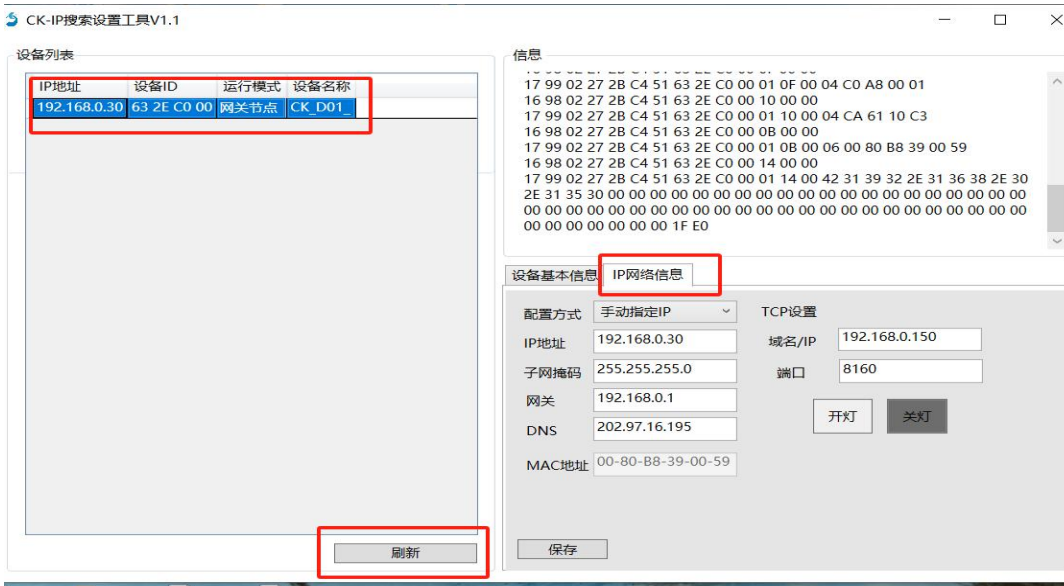 CK-IP搜索设置工具V1.1
设备列表
IP地址 设备ID 运行模式 设备名称
192.168.0.30 63 2E C0 00 网关节点 CK_D01_
刷新
信息
17 99 02 27 2B C4 51 63 2E C0 00 01 0F 00 04 C0 A8 00 01
16 98 02 27 2B C4 51 63 2E C0 00 10 00 00
17 99 02 27 2B C4 51 63 2E C0 00 01 10 00 04 CA 61 10 C3
16 98 02 27 2B C4 51 63 2E C0 00 0B 00 00
17 99 02 27 2B C4 51 63 2E C0 00 01 0B 00 06 00 80 B8 39 00 59
16 98 02 27 2B C4 51 63 2E C0 00 14 00 00
17 99 02 27 2B C4 51 63 2E C0 00 01 14 00 42 31 39 32 2E 31 36 38 2E 30
2E 31 35 30 00 00 00 00 00 00 00 00 00 00 00 00 00 00 00 00 00 00 00 00
00 00 00 00 00 00 00 00 00 00 00 00 00 00 00 00 00 00 00 00 00 00 00 00
00 00 00 00 00 00 00 1F E0
设备基本信息 IP网络信息
配置方式 手动指定IP TCP设置
IP地址 192.168.0.30 域名/IP 192.168.0.150
子网掩码 255.255.255.0 端口 8160
网关 192.168.0.1
开灯 关灯
DNS 202.97.16.195
MAC地址 00-80-B8-39-00-59
保存